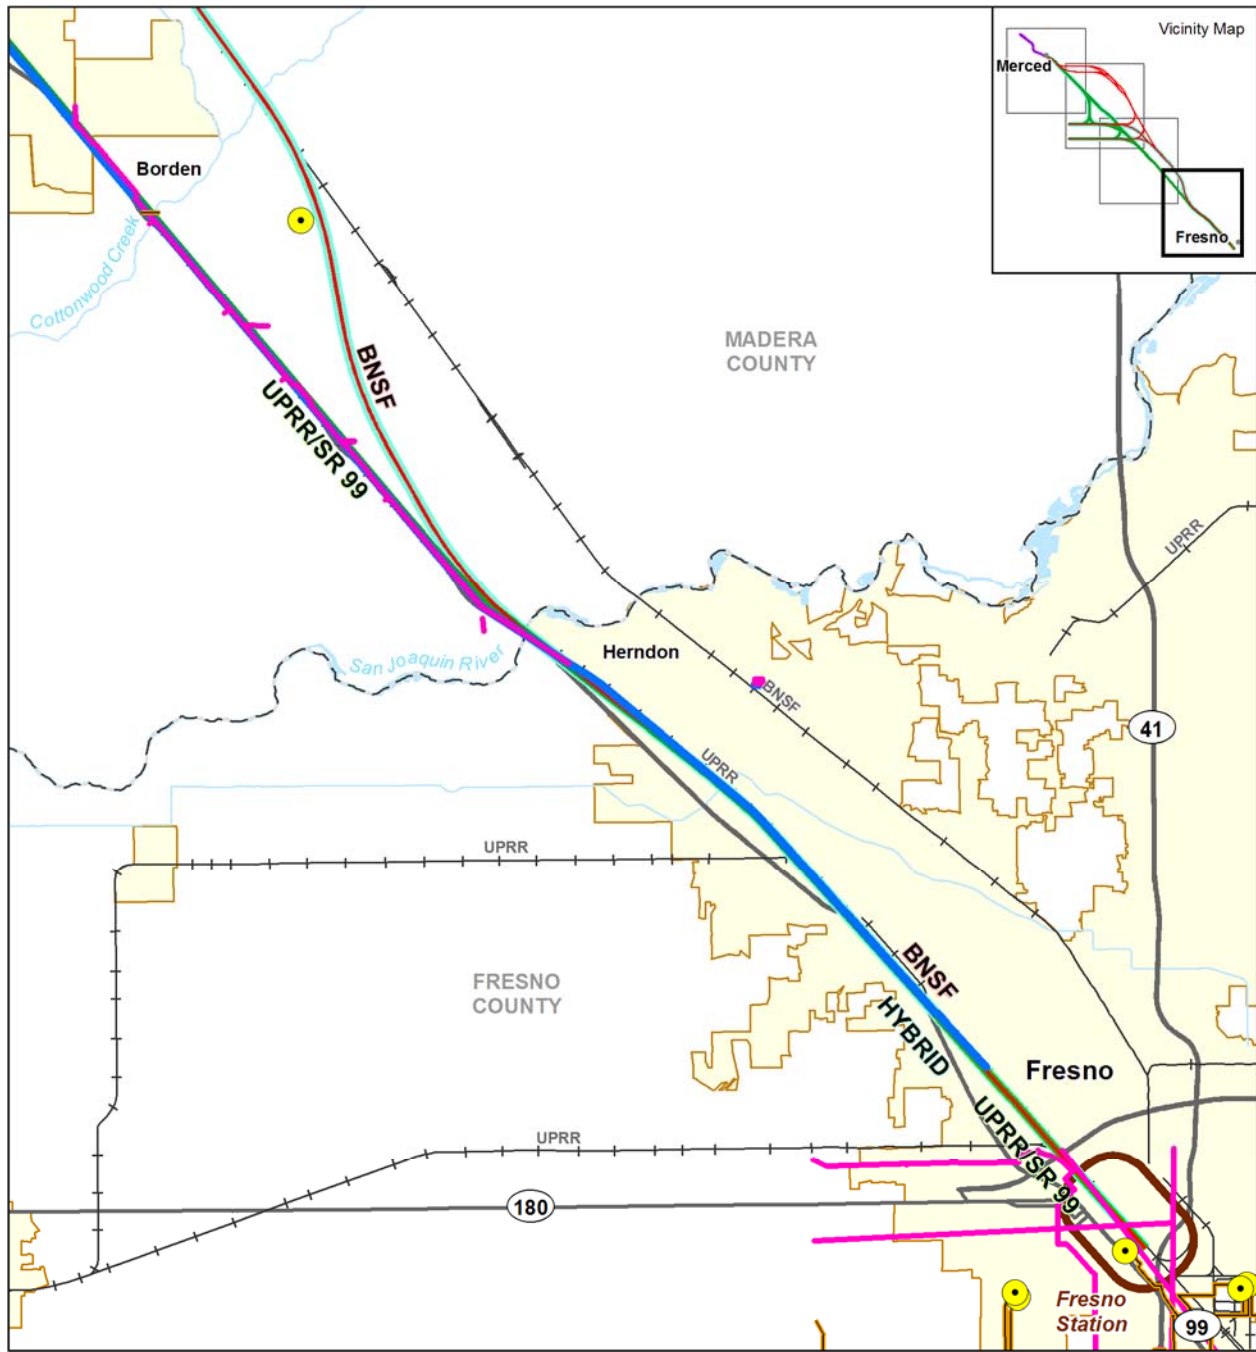 Vicinity Map
Merced
Fresno
Borden
Cottonwood Creek
BNSF
UPRR/SR 99
MADERA
COUNTY
UPRR
San Joaquin River
Herndon
BNSF
41
UPRR
UPRR
FRESNO
COUNTY
BNSF
HYBRID
Fresno
UPRR/SR 99
UPRR
180
Fresno
Station
99